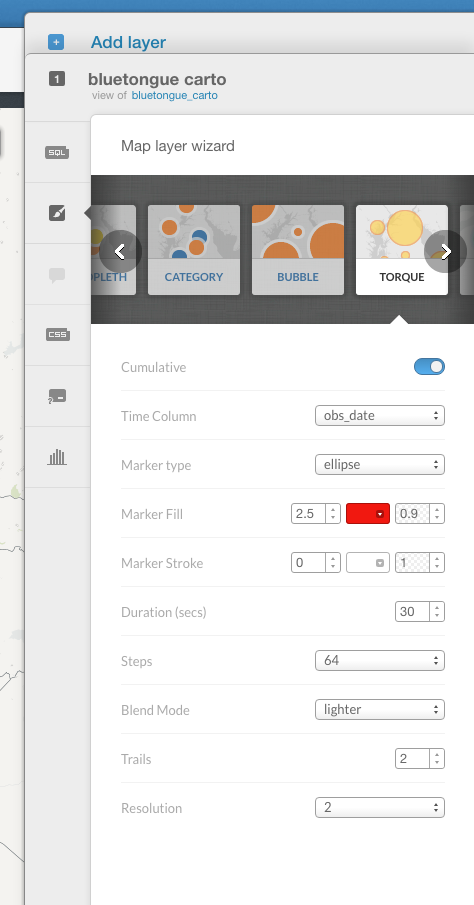 + Add layer
1 bluetongue carto
view of bluetongue_carto
SQL
Map layer wizard
OPLETH CATEGORY BUBBLE TORQUE
CSS
Cumulative
Time Column obs_date
Marker type ellipse
Marker Fill 2.5 0.9
Marker Stroke 0 1
Duration (secs) 30
Steps 64
Blend Mode lighter
Trails 2
Resolution 2